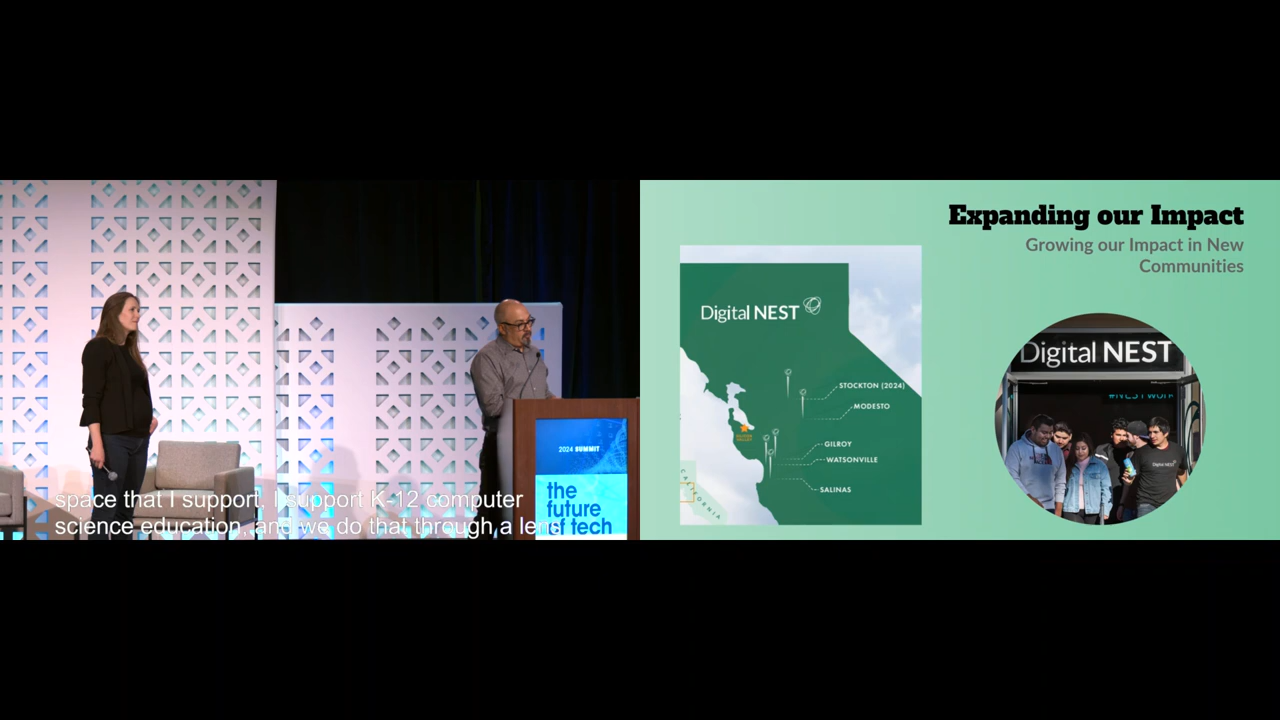 space that I support, I support K-12 computer
science education, and we do that through a lens
2024 SUMMIT
the
future
of tech
Expanding our Impact
Growing our Impact in New
Communities
Digital NEST
STOCKTON (2024)
MODESTO
GILROY
WATSONVILLE
SALINAS
SILICON
VALLEY
CALIFORNIA
Digital NEST
#NESTWORK
Digital NEST